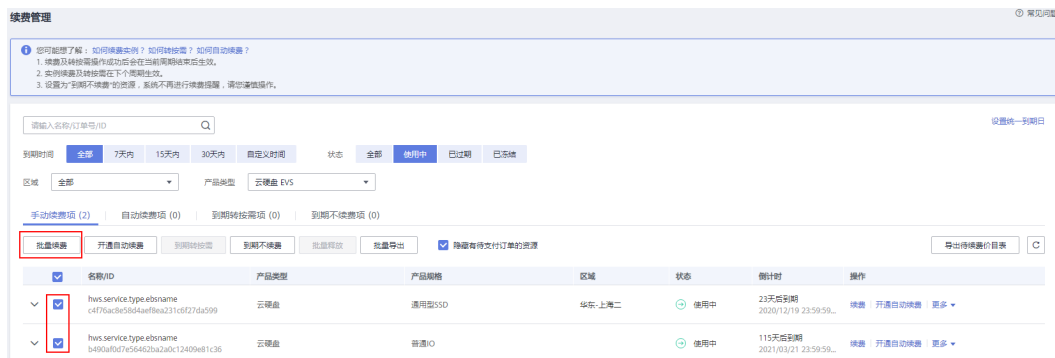 续费管理
常见问题
您可能想了解：如何续费实例？ 如何转按需？ 如何自动续费？
1. 续费及转按需操作成功后会在当前周期结束后生效。
2. 实例续费及转按需在下个周期生效。
3. 设置为“到期不续费”的资源，系统不再进行续费提醒，请您谨慎操作。
请输入名称/订单号/ID
设置统一到期日
到期时间 全部 7天内 15天内 30天内 自定义时间 状态 全部 使用中 已过期 已冻结
区域 全部 产品类型 云硬盘 EVS
手动续费项 (2) 自动续费项 (0) 到期转按需项 (0) 到期不续费项 (0)
批量续费 开通自动续费 到期转按需 到期不续费 批量释放 批量导出 隐藏有待支付订单的资源 导出待续费价目表
名称/ID 产品类型 产品规格 区域 状态 倒计时 操作
hws.service.type.ebsname 云硬盘 通用型SSD 华东-上海二 使用中 23天后到期 续费 开通自动续费 更多
c4f76ac8e58d4aef8ea231c6f27da599 2020/12/19 23:59:59...
hws.service.type.ebsname 云硬盘 普通IO 使用中 115天后到期 续费 开通自动续费 更多
b490af0d7e56462ba2a0c12409e81c36 2021/03/21 23:59:59...